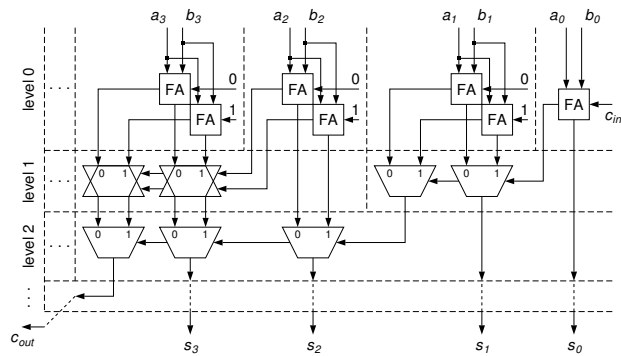 a3 b3 a2 b2 a1 b1 a0 b0
level 0
. . .
FA 0 FA 0 FA 0 FA
FA 1 FA 1 FA 1 cin
level 1
. . .
0 1 0 1 0 1 0 1
level 2
. . .
0 1 0 1 0 1
. . .
cout
s3 s2 s1 s0